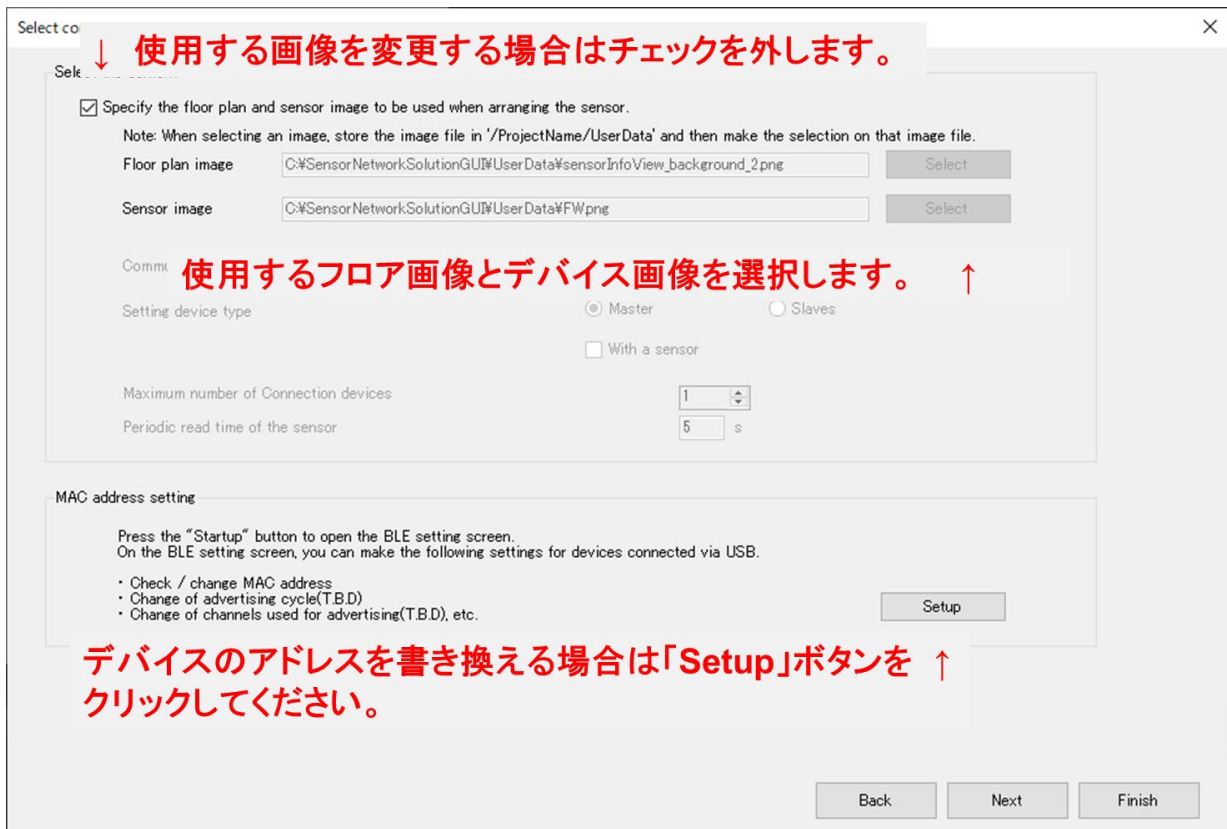 Select co
↓ 使用する画像を変更する場合はチェックを外します。
Specify the floor plan and sensor image to be used when arranging the sensor.
Note: When selecting an image, store the image file in '/ProjectName/UserData' and then make the selection on that image file.
Floor plan image C:¥SensorNetworkSolutionGUI¥UserData¥sensorInfoView_background_2.png Select
Sensor image C:¥SensorNetworkSolutionGUI¥UserData¥FW.png Select
Commu
使用するフロア画像とデバイス画像を選択します。 ↑
Setting device type Master Slaves
With a sensor
Maximum number of Connection devices 1
Periodic read time of the sensor 5 s
MAC address setting
Press the "Startup" button to open the BLE setting screen.
On the BLE setting screen, you can make the following settings for devices connected via USB.
・Check / change MAC address
・Change of advertising cycle(T.B.D)
・Change of channels used for advertising(T.B.D), etc.
Setup
デバイスのアドレスを書き換える場合は「Setup」ボタンを ↑
クリックしてください。
Back Next Finish